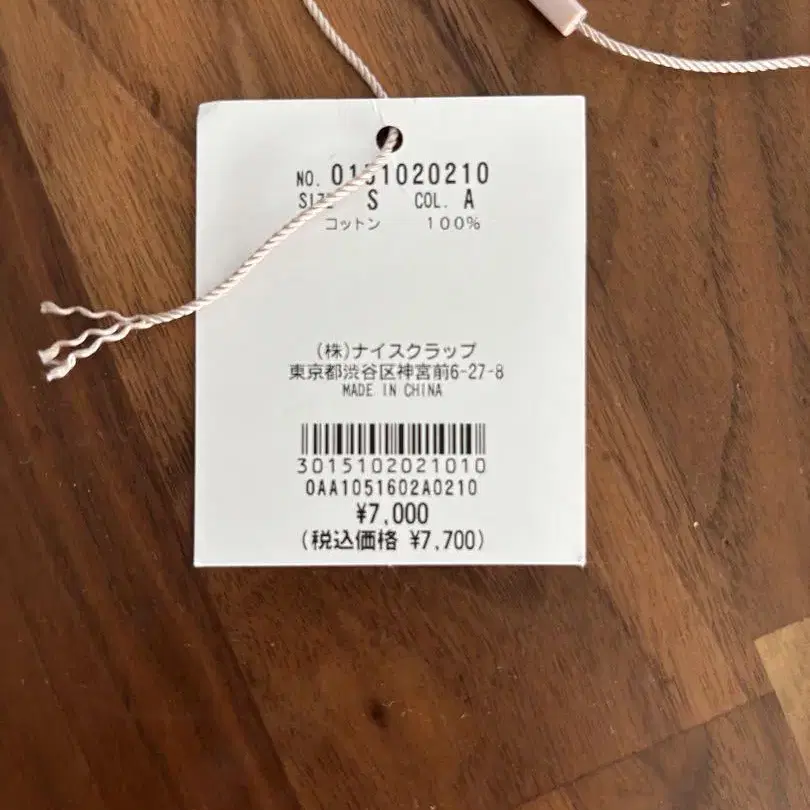 NO. 0151020210
SIZE S COL. A
コットン 100%
(株)ナイスクラップ
東京都渋谷区神宮前6-27-8
MADE IN CHINA
3015102021010
0AA1051602A0210
¥7,000
(税込価格 ¥7,700)